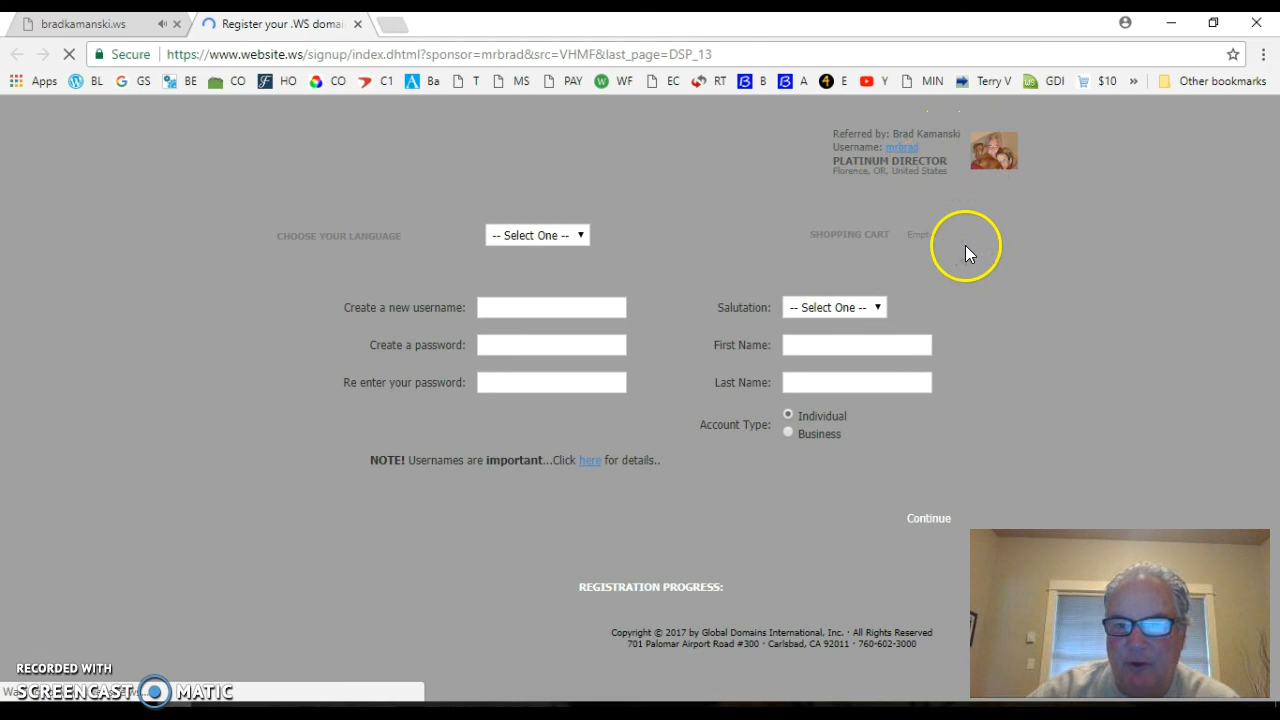 bradkamanski.ws
Register your .WS domai
Secure https://www.website.ws/signup/index.dhtml?sponsor=mrbrad&src=VHMF&last_page=DSP_13
Apps BL GS BE CO HO CO C1 Ba T MS PAY WF EC RT B A E Y MIN Terry V GDI $10 » Other bookmarks
Referred by: Brad Kamanski
Username: mrbrad
PLATINUM DIRECTOR
Florence, OR, United States
CHOOSE YOUR LANGUAGE -- Select One --
SHOPPING CART Empt
Create a new username:
Create a password:
Re enter your password:
Salutation: -- Select One --
First Name:
Last Name:
Account Type: Individual
Business
NOTE! Usernames are important...Click here for details..
Continue
REGISTRATION PROGRESS:
Copyright © 2017 by Global Domains International, Inc. · All Rights Reserved
701 Palomar Airport Road #300 · Carlsbad, CA 92011 · 760-602-3000
RECORDED WITH
SCREENCAST MATIC